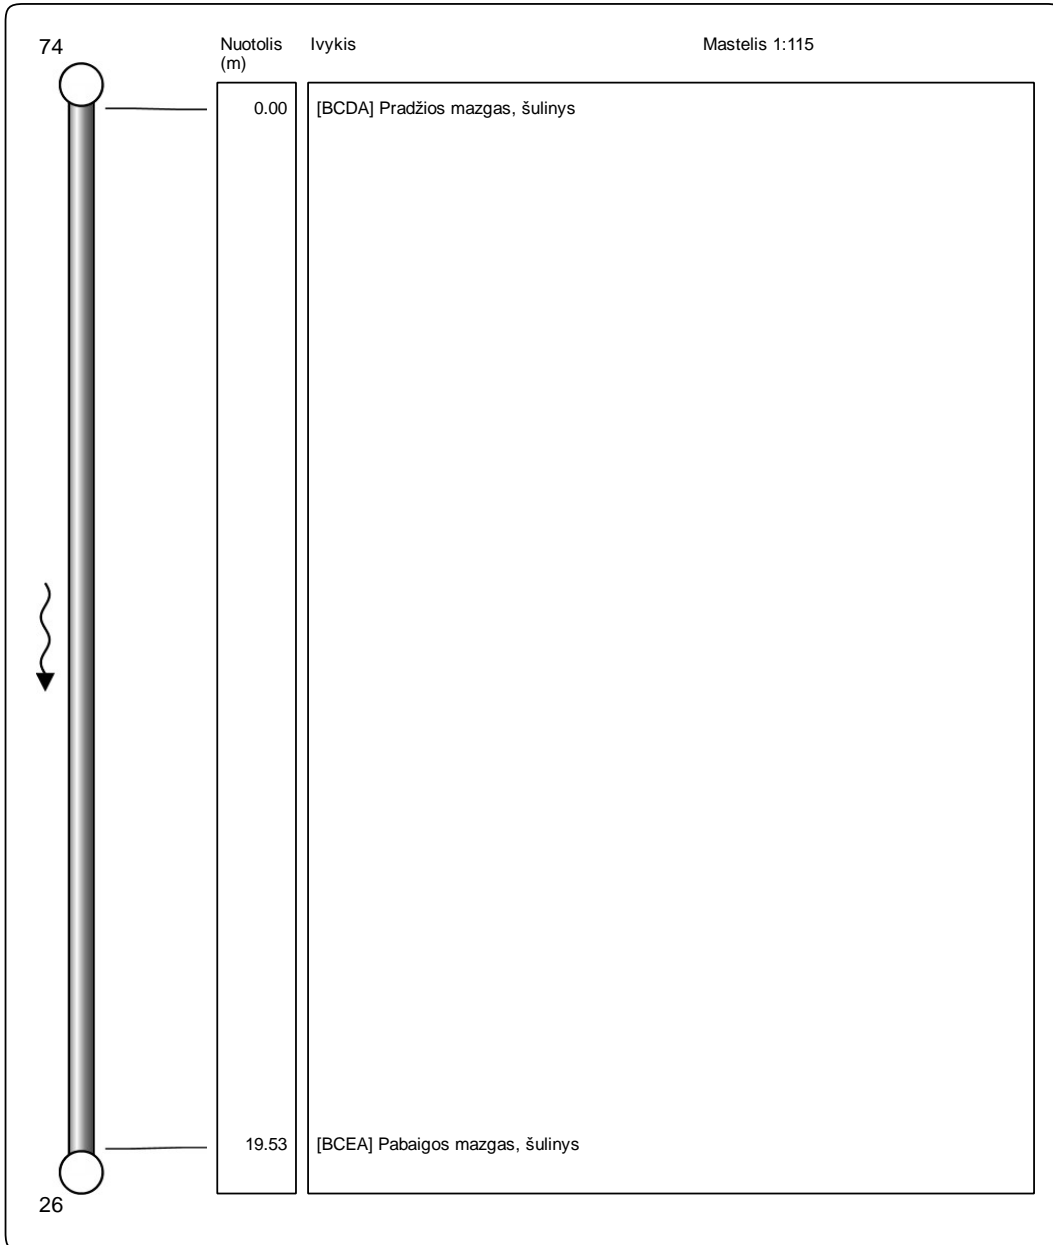 74
Nuotolis (m) Ivykis Mastelis 1:115
0.00 [BCDA] Pradžios mazgas, šulinys
19.53 [BCEA] Pabaigos mazgas, šulinys
26